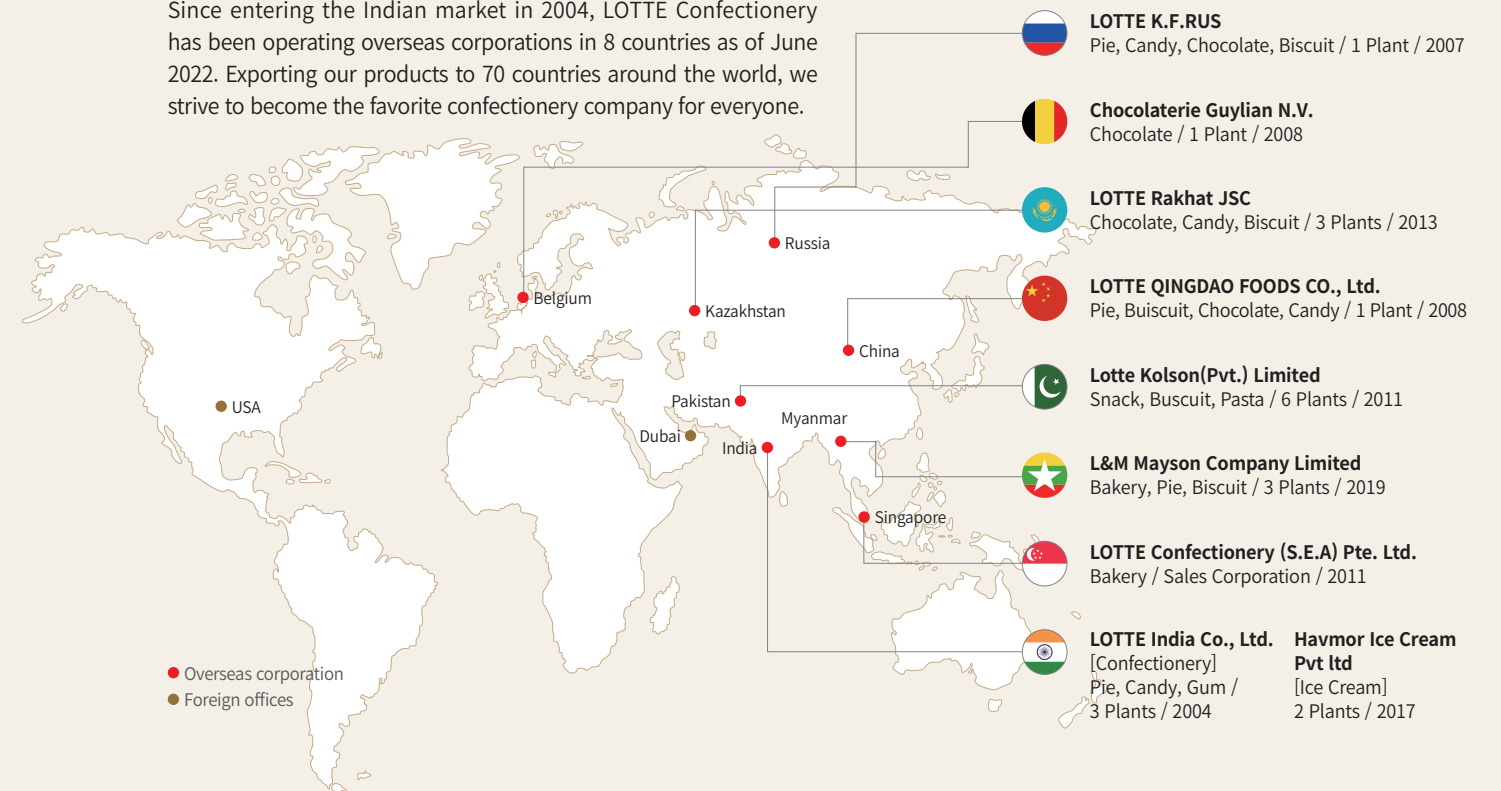 Since entering the Indian market in 2004, LOTTE Confectionery
has been operating overseas corporations in 8 countries as of June
2022. Exporting our products to 70 countries around the world, we
strive to become the favorite confectionery company for everyone.
LOTTE K.F.RUS
Pie, Candy, Chocolate, Biscuit / 1 Plant / 2007
Chocolaterie Guylian N.V.
Chocolate / 1 Plant / 2008
LOTTE Rakhat JSC
Chocolate, Candy, Biscuit / 3 Plants / 2013
LOTTE QINGDAO FOODS CO., Ltd.
Pie, Buiscuit, Chocolate, Candy / 1 Plant / 2008
Lotte Kolson(Pvt.) Limited
Snack, Buscuit, Pasta / 6 Plants / 2011
L&M Mayson Company Limited
Bakery, Pie, Biscuit / 3 Plants / 2019
LOTTE Confectionery (S.E.A) Pte. Ltd.
Bakery / Sales Corporation / 2011
LOTTE India Co., Ltd.
[Confectionery]
Pie, Candy, Gum /
3 Plants / 2004
Havmor Ice Cream
Pvt ltd
[Ice Cream]
2 Plants / 2017
Russia
Belgium
Kazakhstan
China
Pakistan
USA
Myanmar
Dubai
India
Singapore
Overseas corporation
Foreign offices